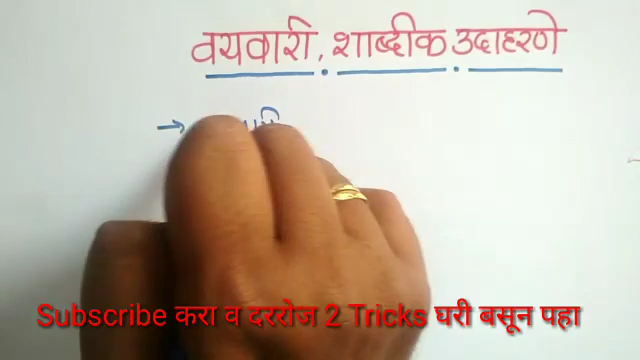 वयवारी, शाब्दीक उदाहरणे
→
Subscribe करा व दररोज 2 Tricks घरी बसून पहा